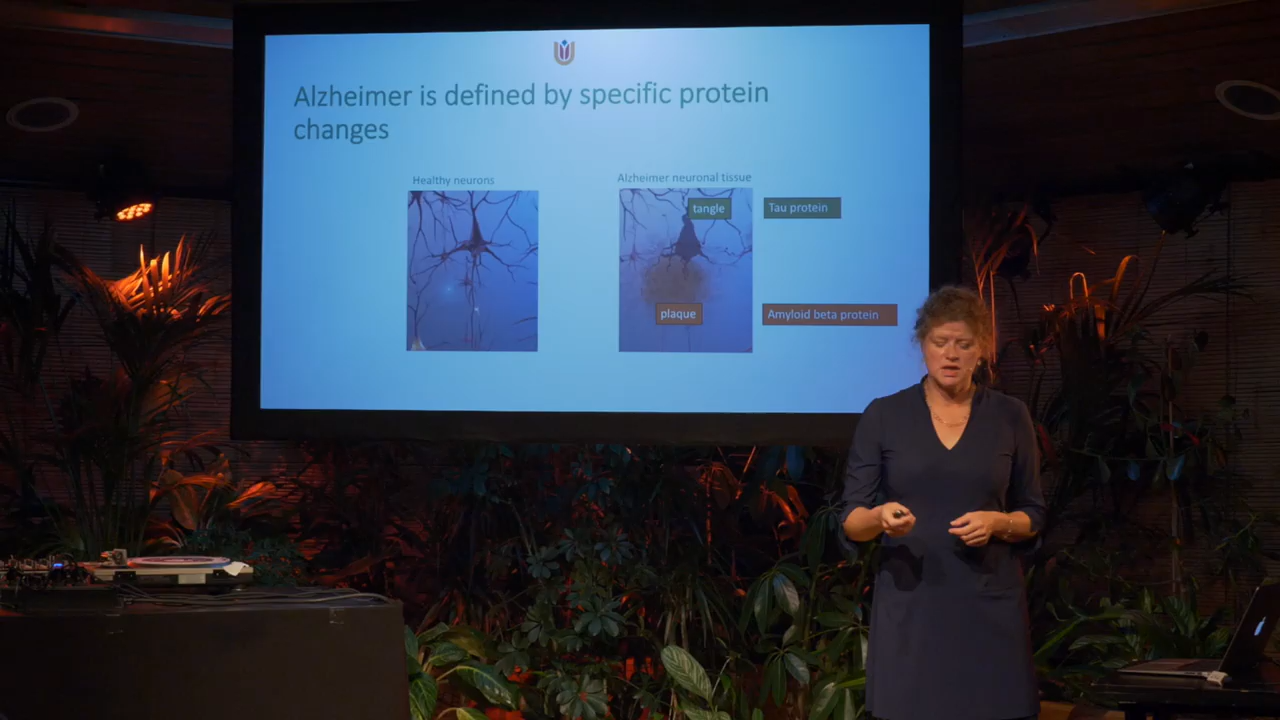 Alzheimer is defined by specific protein
changes
Healthy neurons
Alzheimer neuronal tissue
tangle
Tau protein
plaque
Amyloid beta protein